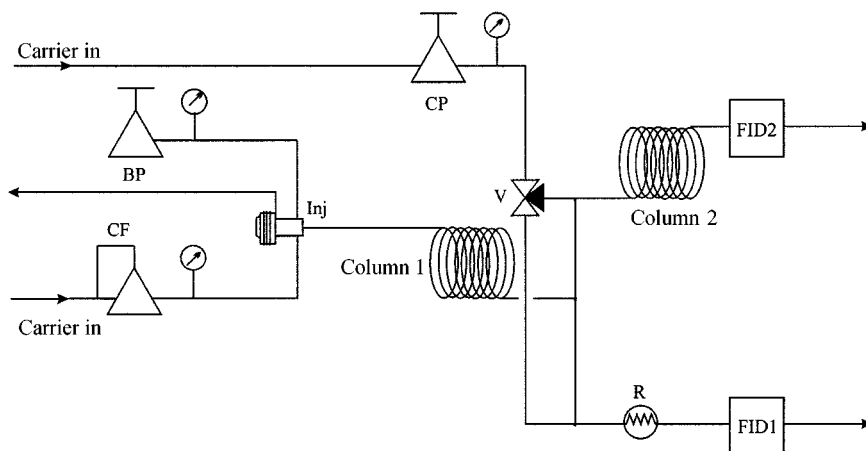 Carrier in
CP
BP
FID2
V
Column 2
Inj
CF
Column 1
Carrier in
R
FID1